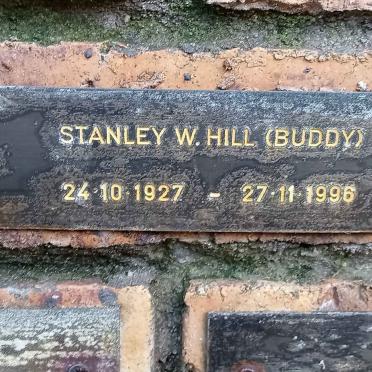 STANLEY W. HILL (BUDDY)
24·10·1927 - 27·11·1996